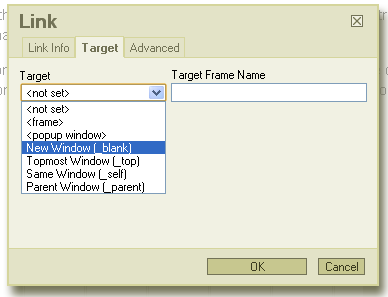 Link
Link Info Target Advanced
Target Target Frame Name
<not set>
<not set>
<frame>
<popup window>
New Window (_blank)
Topmost Window (_top)
Same Window (_self)
Parent Window (_parent)
OK Cancel